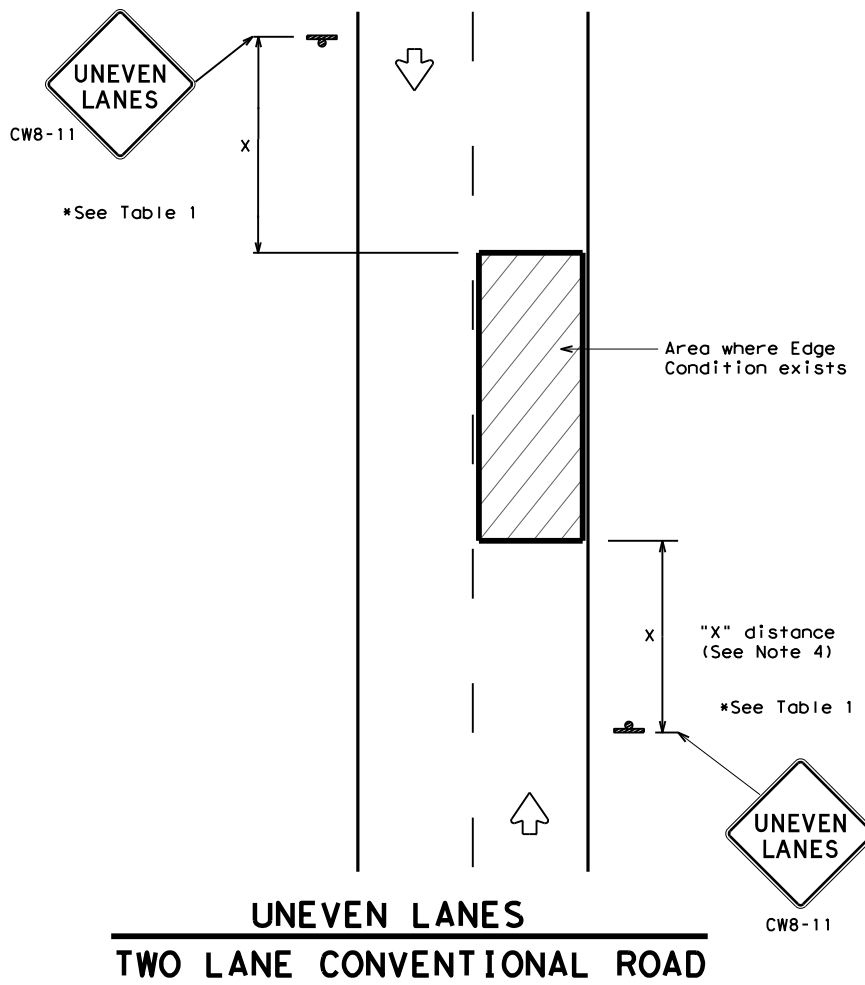 UNEVEN
LANES
CW8-11
X
*See Table 1
Area where Edge
Condition exists
X
"X" distance
(See Note 4)
*See Table 1
UNEVEN
LANES
CW8-11
UNEVEN LANES
TWO LANE CONVENTIONAL ROAD